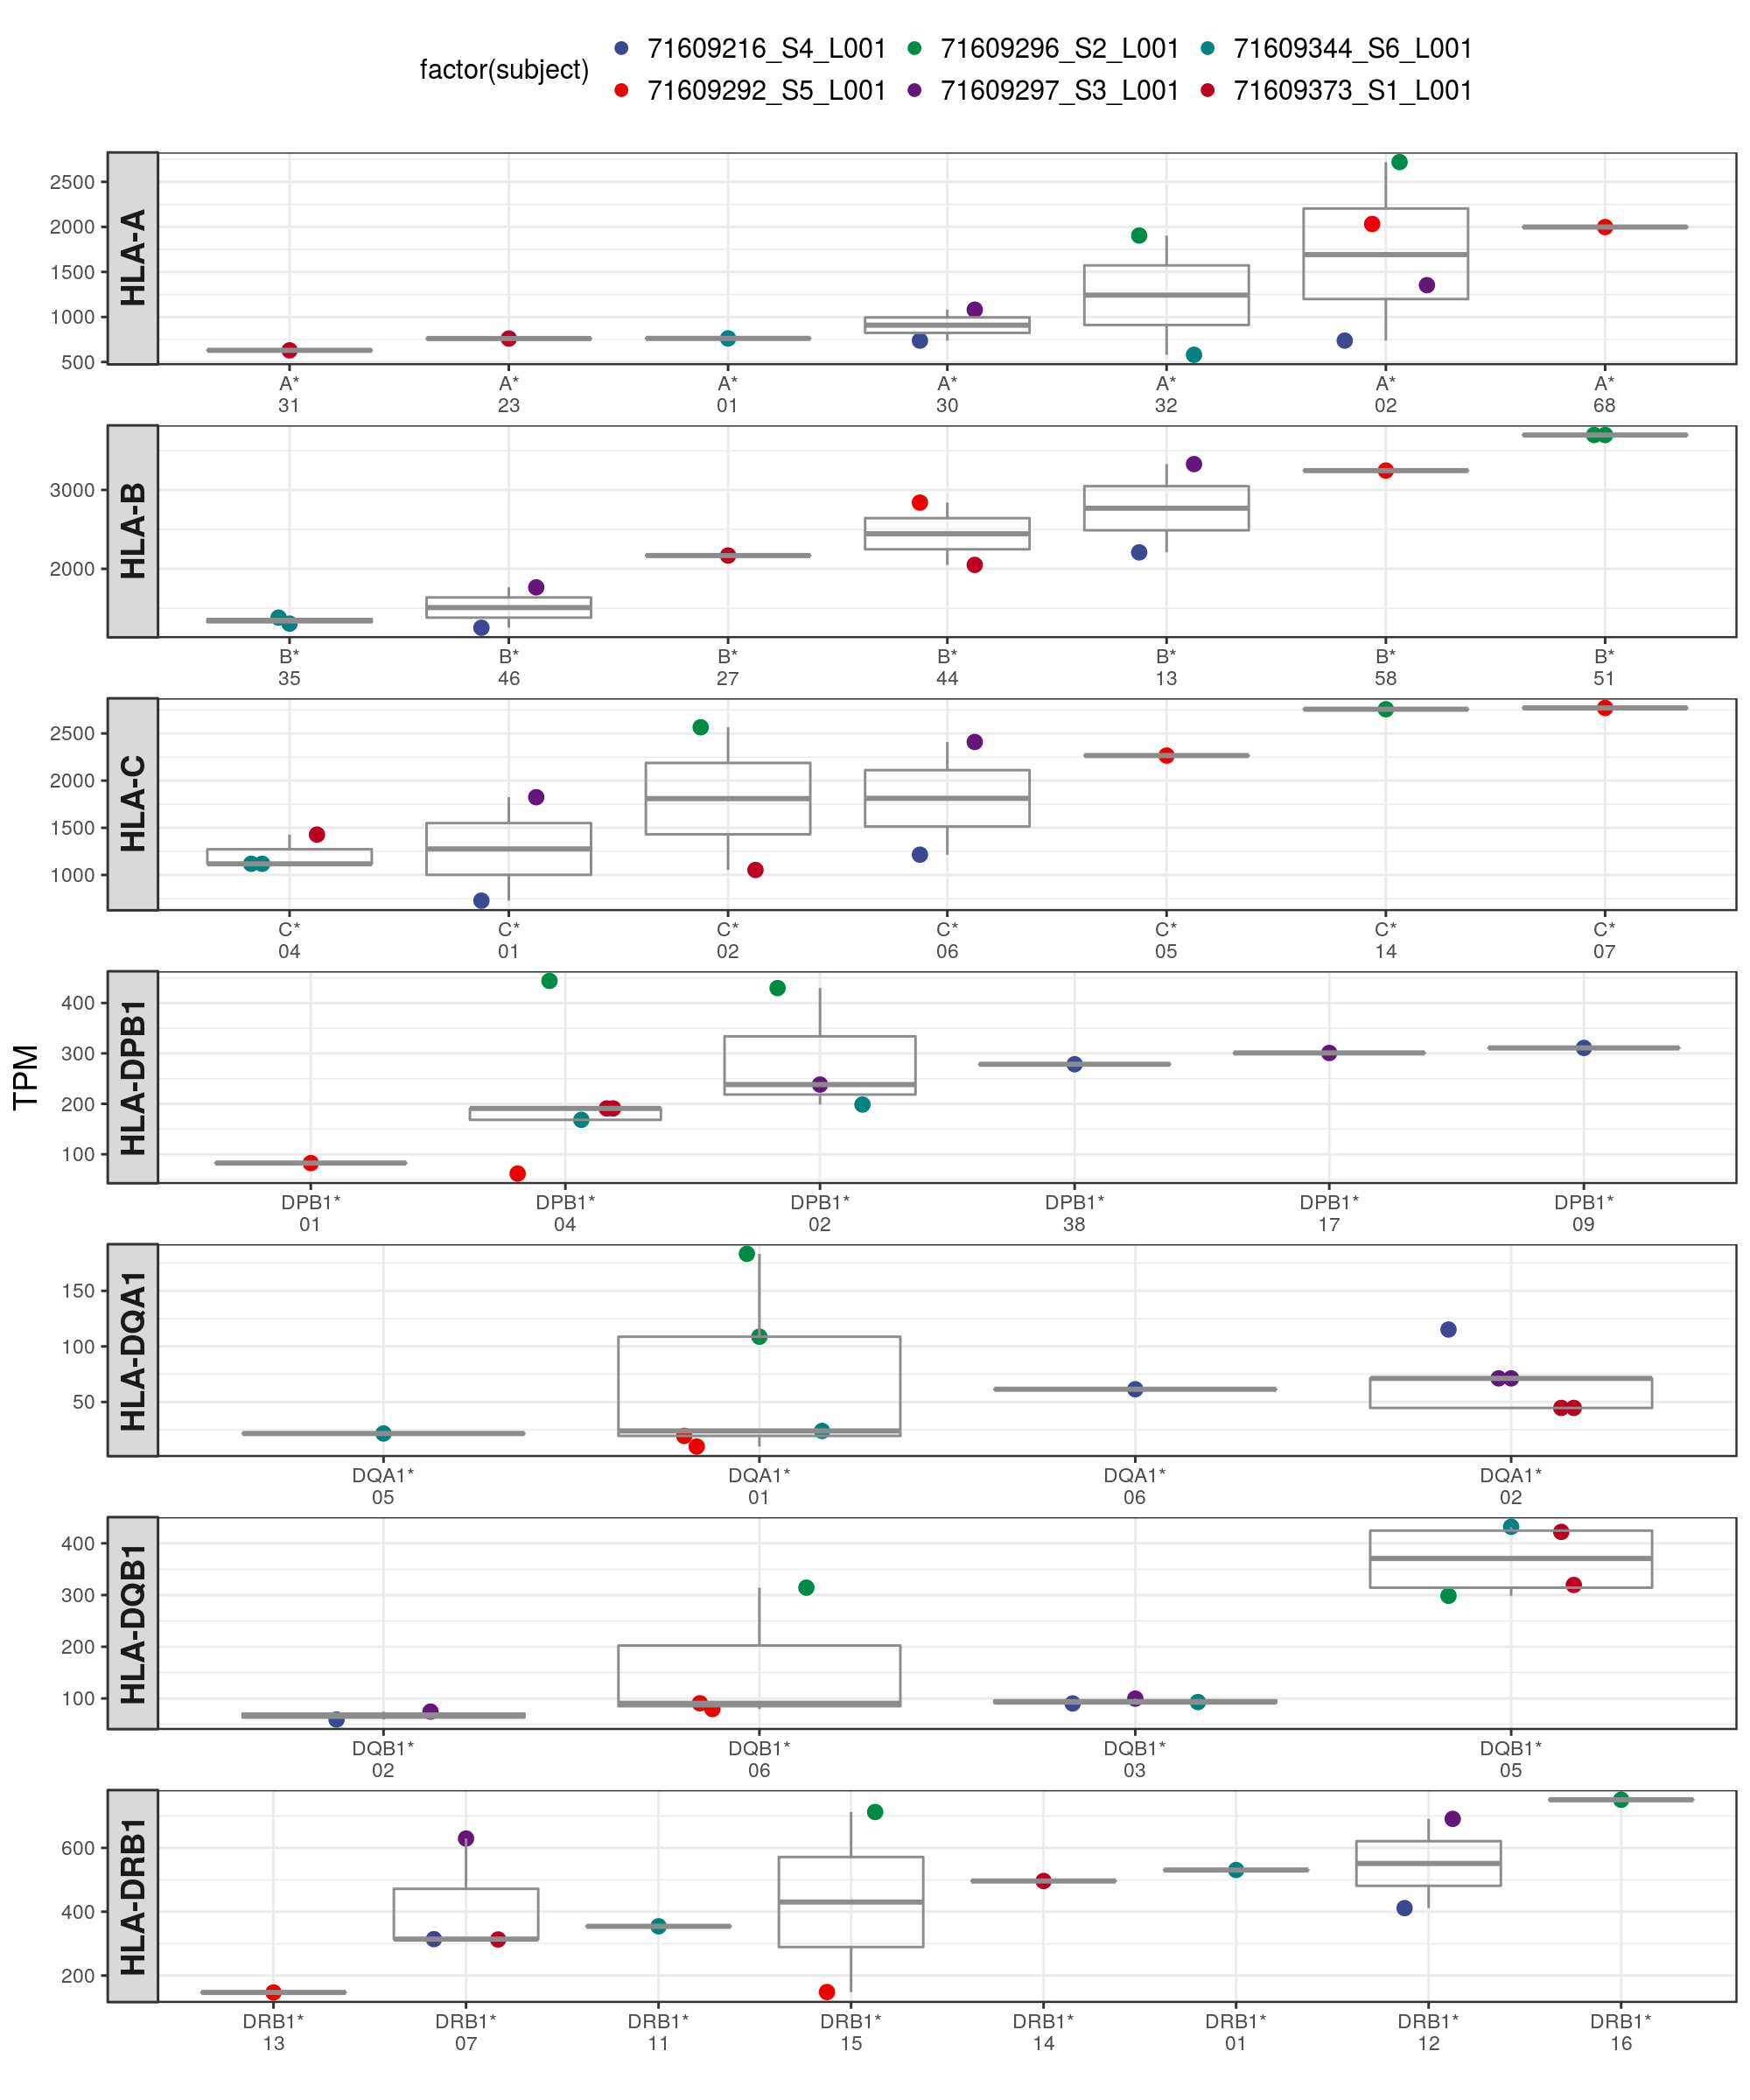 factor(subject)
71609216_S4_L001 71609296_S2_L001 71609344_S6_L001
71609292_S5_L001 71609297_S3_L001 71609373_S1_L001
TPM
HLA-A
2500
2000
1500
1000
500
A* A* A* A* A* A* A*
31 23 01 30 32 02 68
HLA-B
3000
2000
B* B* B* B* B* B* B*
35 46 27 44 13 58 51
HLA-C
2500
2000
1500
1000
C* C* C* C* C* C* C*
04 01 02 06 05 14 07
HLA-DPB1
400
300
200
100
DPB1* DPB1* DPB1* DPB1* DPB1* DPB1*
01 04 02 38 17 09
HLA-DQA1
150
100
50
DQA1* DQA1* DQA1* DQA1*
05 01 06 02
HLA-DQB1
400
300
200
100
DQB1* DQB1* DQB1* DQB1*
02 06 03 05
HLA-DRB1
600
400
200
DRB1* DRB1* DRB1* DRB1* DRB1* DRB1* DRB1* DRB1*
13 07 11 15 14 01 12 16